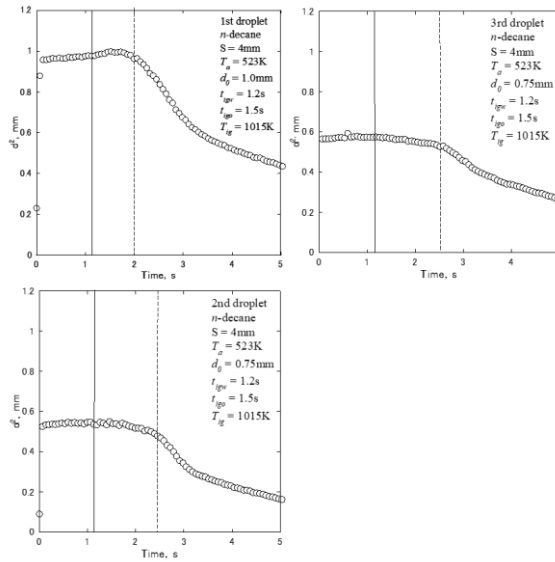 1.2
1
0.8
0.6
0.4
0.2
0
d², mm
0 1 2 3 4 5
Time, s
1st droplet
n-decane
S = 4mm
Tₐ = 523K
d₀ = 1.0mm
t_igw = 1.2s
t_igo = 1.5s
T_ig = 1015K
1.2
1
0.8
0.6
0.4
0.2
0
d², mm
0 1 2 3 4
Time, s
3rd droplet
n-decane
S = 4mm
Tₐ = 523K
d₀ = 0.75mm
t_igw = 1.2s
t_igo = 1.5s
T_ig = 1015K
1.2
1
0.8
0.6
0.4
0.2
0
d², mm
0 1 2 3 4 5
Time, s
2nd droplet
n-decane
S = 4mm
Tₐ = 523K
d₀ = 0.75mm
t_igw = 1.2s
t_igo = 1.5s
T_ig = 1015K